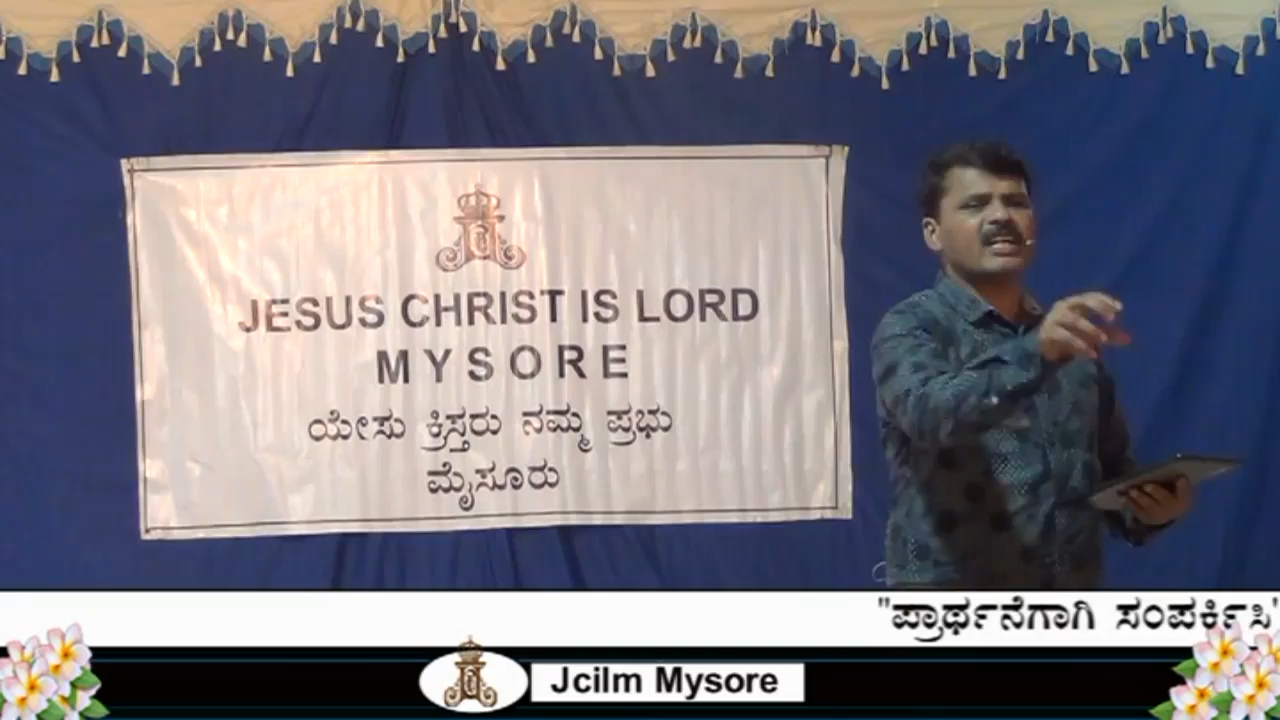 JESUS CHRIST IS LORD
MYSORE
ಯೇಸು ಕ್ರಿಸ್ತರು ನಮ್ಮ ಪ್ರಭು
ಮೈಸೂರು
"ಪ್ರಾರ್ಥನೆಗಾಗಿ ಸಂಪರ್ಕಿಸಿ"
Jcilm Mysore